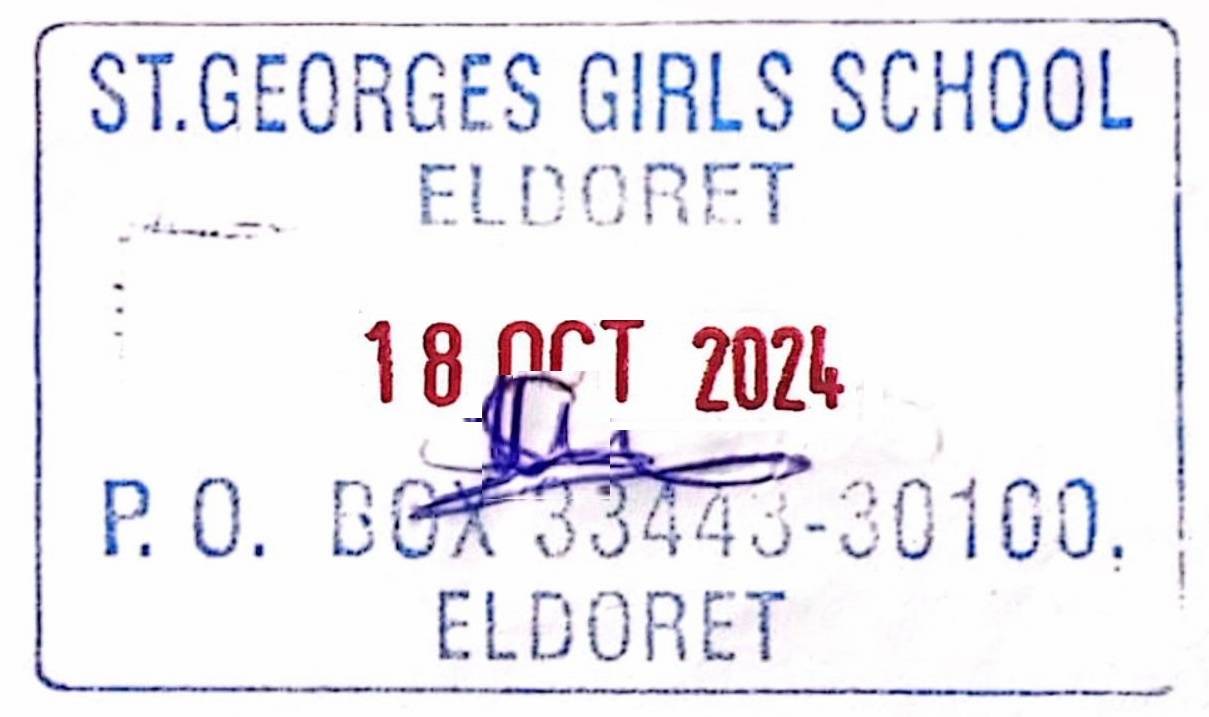 ST.GEORGES GIRLS SCHOOL
ELDORET
18 OCT 2024
P. O. BOX 33443-30100.
ELDORET